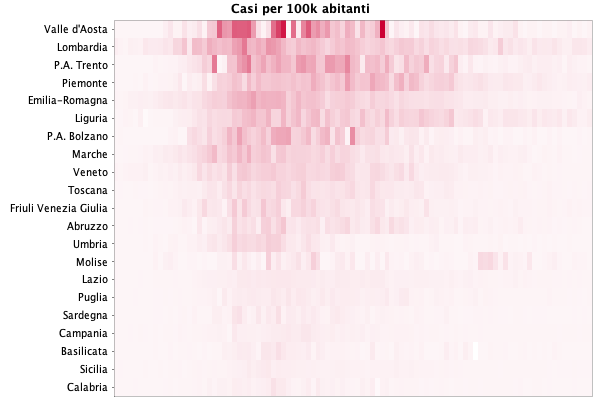 Casi per 100k abitanti
Valle d'Aosta
Lombardia
P.A. Trento
Piemonte
Emilia-Romagna
Liguria
P.A. Bolzano
Marche
Veneto
Toscana
Friuli Venezia Giulia
Abruzzo
Umbria
Molise
Lazio
Puglia
Sardegna
Campania
Basilicata
Sicilia
Calabria